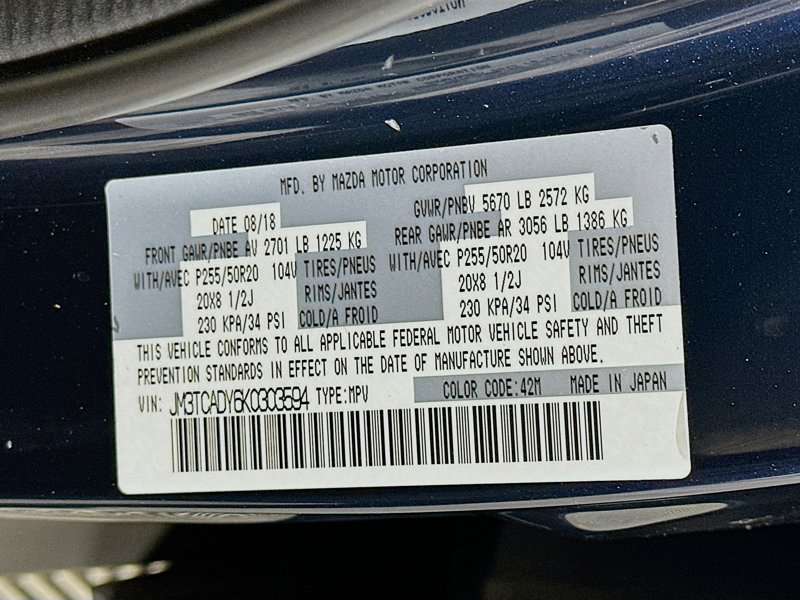 MFD. BY MAZDA MOTOR CORPORATION
DATE 08/18
GVWR/PNBV 5670 LB 2572 KG
FRONT GAWR/PNBE AV 2701 LB 1225 KG
REAR GAWR/PNBE AR 3056 LB 1386 KG
WITH/AVEC P255/50R20 104V TIRES/PNEUS
WITH/AVEC P255/50R20 104V TIRES/PNEUS
20X8 1/2J RIMS/JANTES
20X8 1/2J RIMS/JANTES
230 KPA/34 PSI COLD/A FROID
230 KPA/34 PSI COLD/A FROID
THIS VEHICLE CONFORMS TO ALL APPLICABLE FEDERAL MOTOR VEHICLE SAFETY AND THEFT
PREVENTION STANDARDS IN EFFECT ON THE DATE OF MANUFACTURE SHOWN ABOVE.
VIN: JM3TCADY6K0303594 TYPE:MPV
COLOR CODE:42M MADE IN JAPAN